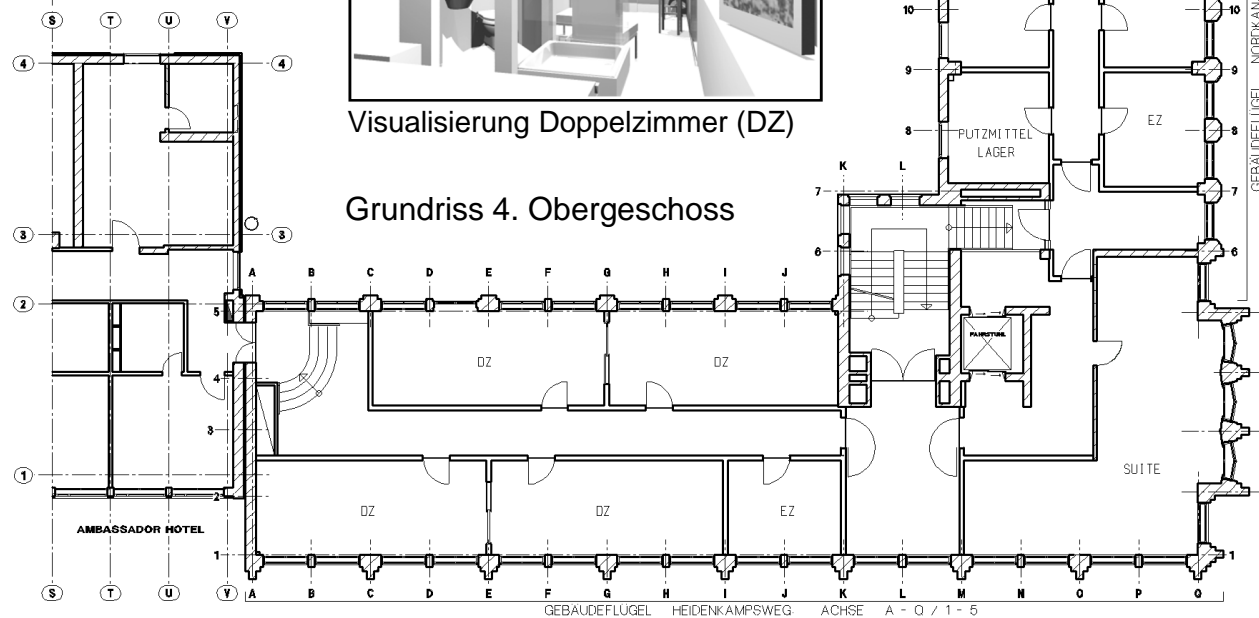 S T U V
10 10
4 4
9 9
Visualisierung Doppelzimmer (DZ)
8 PUTZMITTEL
LAGER
EZ 8
K L
7 7
Grundriss 4. Obergeschoss
3 3
6 6
A B C D E F G H I J
2 5
FAHRSTUHL
DZ DZ
4
3
1 SUITE
2
DZ DZ EZ
AMBASSADOR HOTEL
1 1
S T U V A B C D E F G H I J K L M N O P Q
GEBÄUDEFLÜGEL HEIDENKAMPSWEG ACHSE A - Q / 1 - 5
GEBÄUDEFLÜGEL